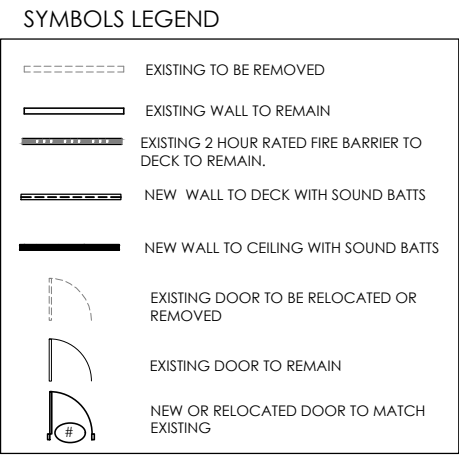 SYMBOLS LEGEND
EXISTING TO BE REMOVED
EXISTING WALL TO REMAIN
EXISTING 2 HOUR RATED FIRE BARRIER TO
DECK TO REMAIN.
NEW WALL TO DECK WITH SOUND BATTS
NEW WALL TO CEILING WITH SOUND BATTS
EXISTING DOOR TO BE RELOCATED OR
REMOVED
EXISTING DOOR TO REMAIN
NEW OR RELOCATED DOOR TO MATCH
EXISTING
#